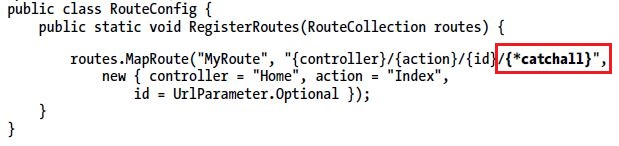 public class RouteConfig {
public static void RegisterRoutes(RouteCollection routes) {
routes.MapRoute("MyRoute", "{controller}/{action}/{id}/{*catchall}",
new { controller = "Home", action = "Index",
id = UrlParameter.Optional });
}
}